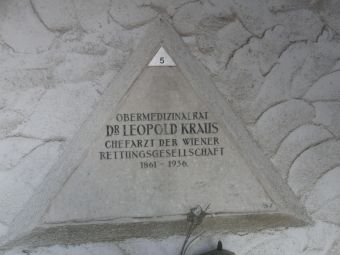 5
OBERMEDIZINALRAT
DR LEOPOLD KRAUS
CHEFARZT DER WIENER
RETTUNGSGESELLSCHAFT
1861 - 1936.